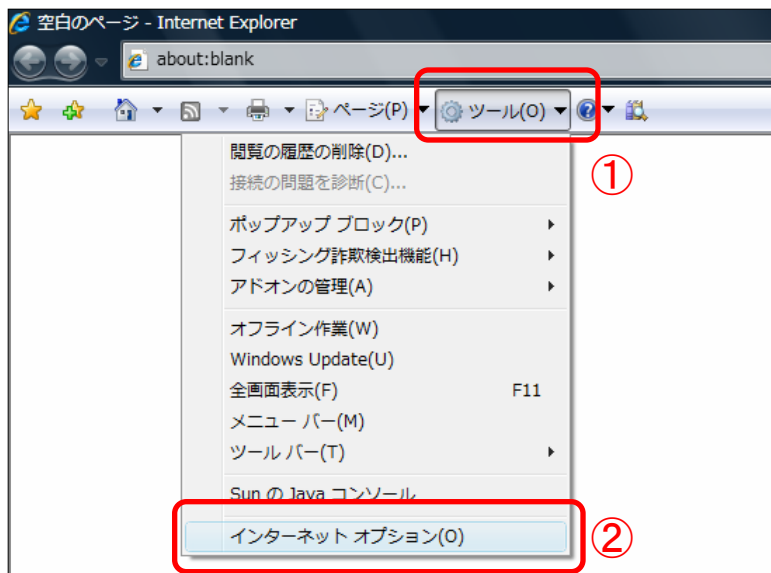 空白のページ - Internet Explorer
about:blank
ページ(P) ツール(O)
①
閲覧の履歴の削除(D)...
接続の問題を診断(C)...
ポップアップ ブロック(P)
フィッシング詐欺検出機能(H)
アドオンの管理(A)
オフライン作業(W)
Windows Update(U)
全画面表示(F) F11
メニュー バー(M)
ツール バー(T)
Sun の Java コンソール
インターネット オプション(O)
②